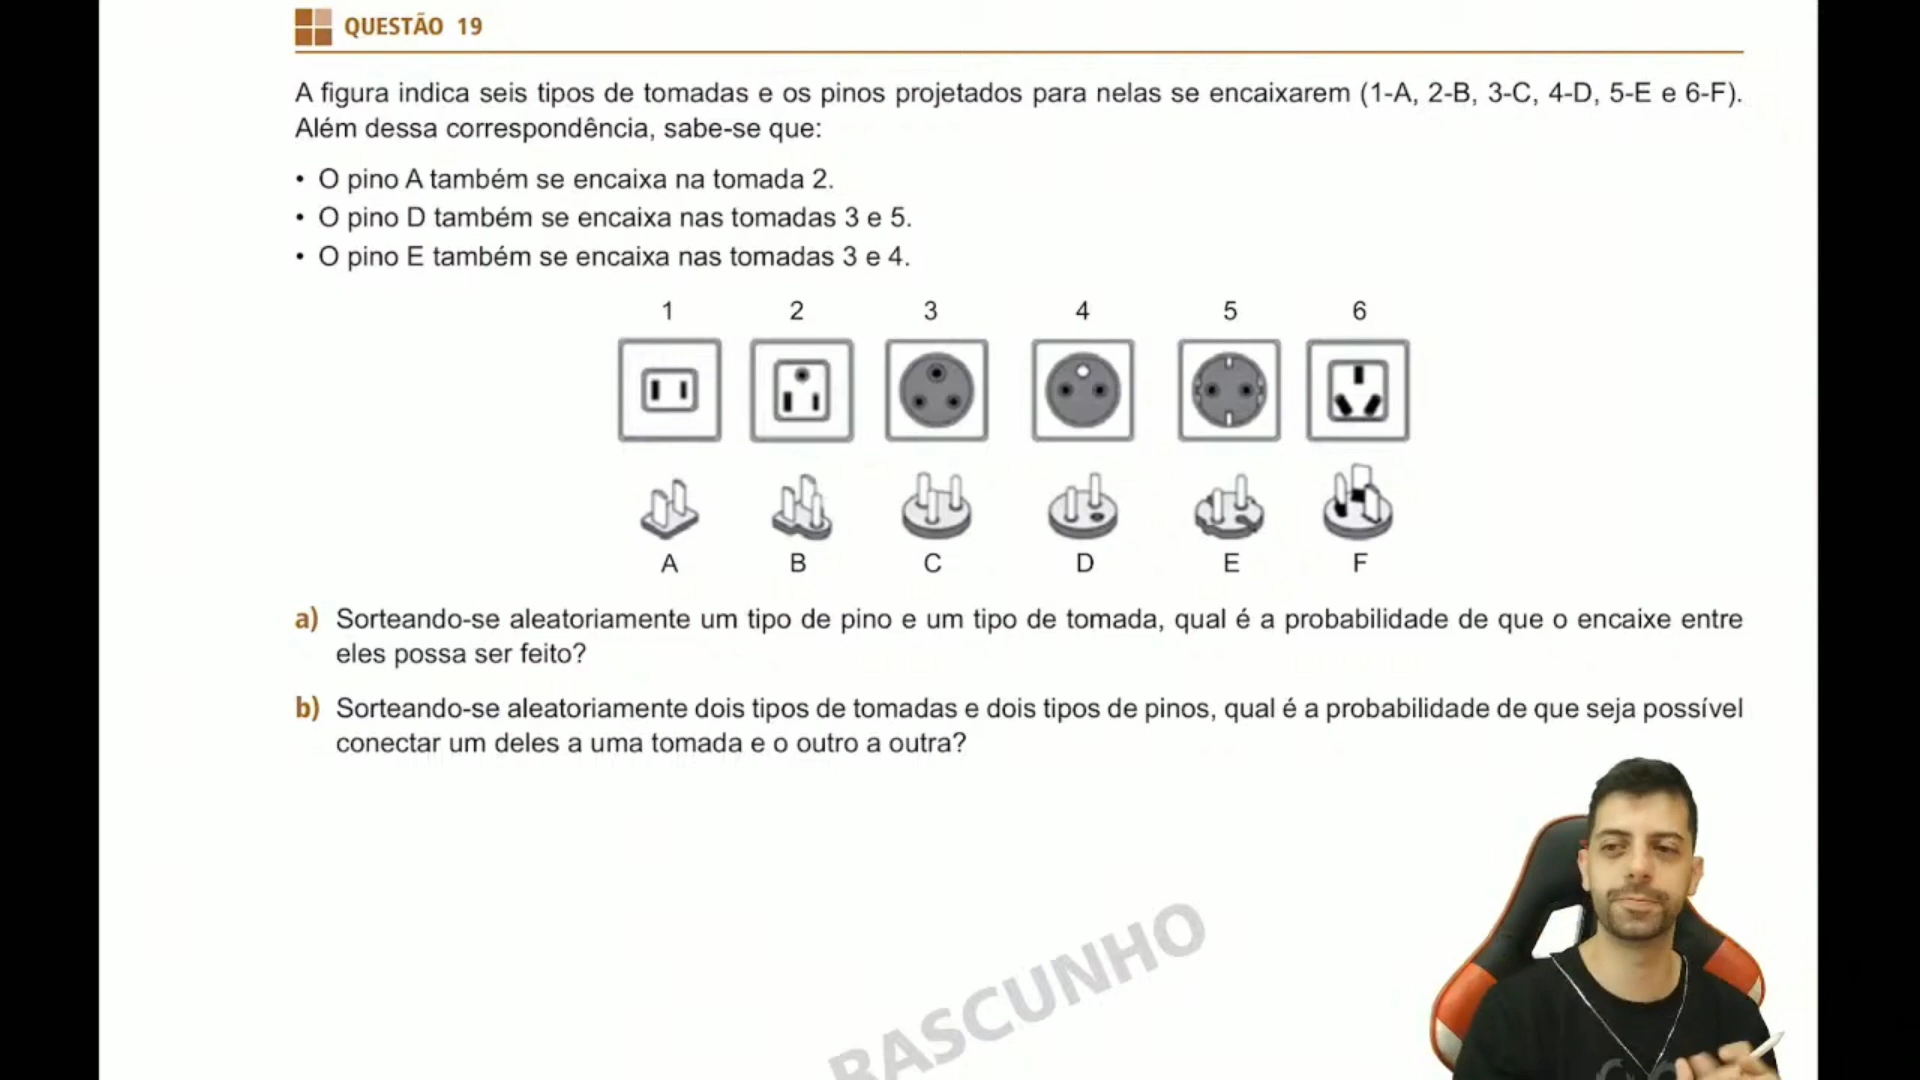 QUESTÃO 19
A figura indica seis tipos de tomadas e os pinos projetados para nelas se encaixarem (1-A, 2-B, 3-C, 4-D, 5-E e 6-F).
Além dessa correspondência, sabe-se que:
• O pino A também se encaixa na tomada 2.
• O pino D também se encaixa nas tomadas 3 e 5.
• O pino E também se encaixa nas tomadas 3 e 4.
1 2 3 4 5 6
A B C D E F
a) Sorteando-se aleatoriamente um tipo de pino e um tipo de tomada, qual é a probabilidade de que o encaixe entre
eles possa ser feito?
b) Sorteando-se aleatoriamente dois tipos de tomadas e dois tipos de pinos, qual é a probabilidade de que seja possível
conectar um deles a uma tomada e o outro a outra?
RASCUNHO